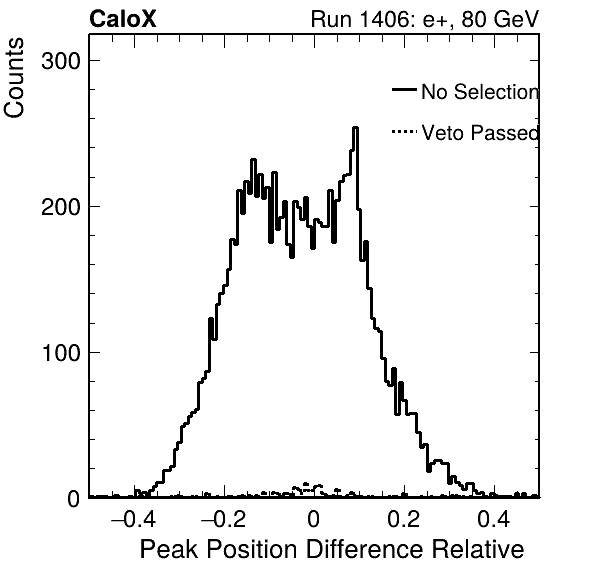 CaloX Run 1406: e+, 80 GeV
Counts
300
No Selection
Veto Passed
200
100
0
−0.4 −0.2 0 0.2 0.4
Peak Position Difference Relative